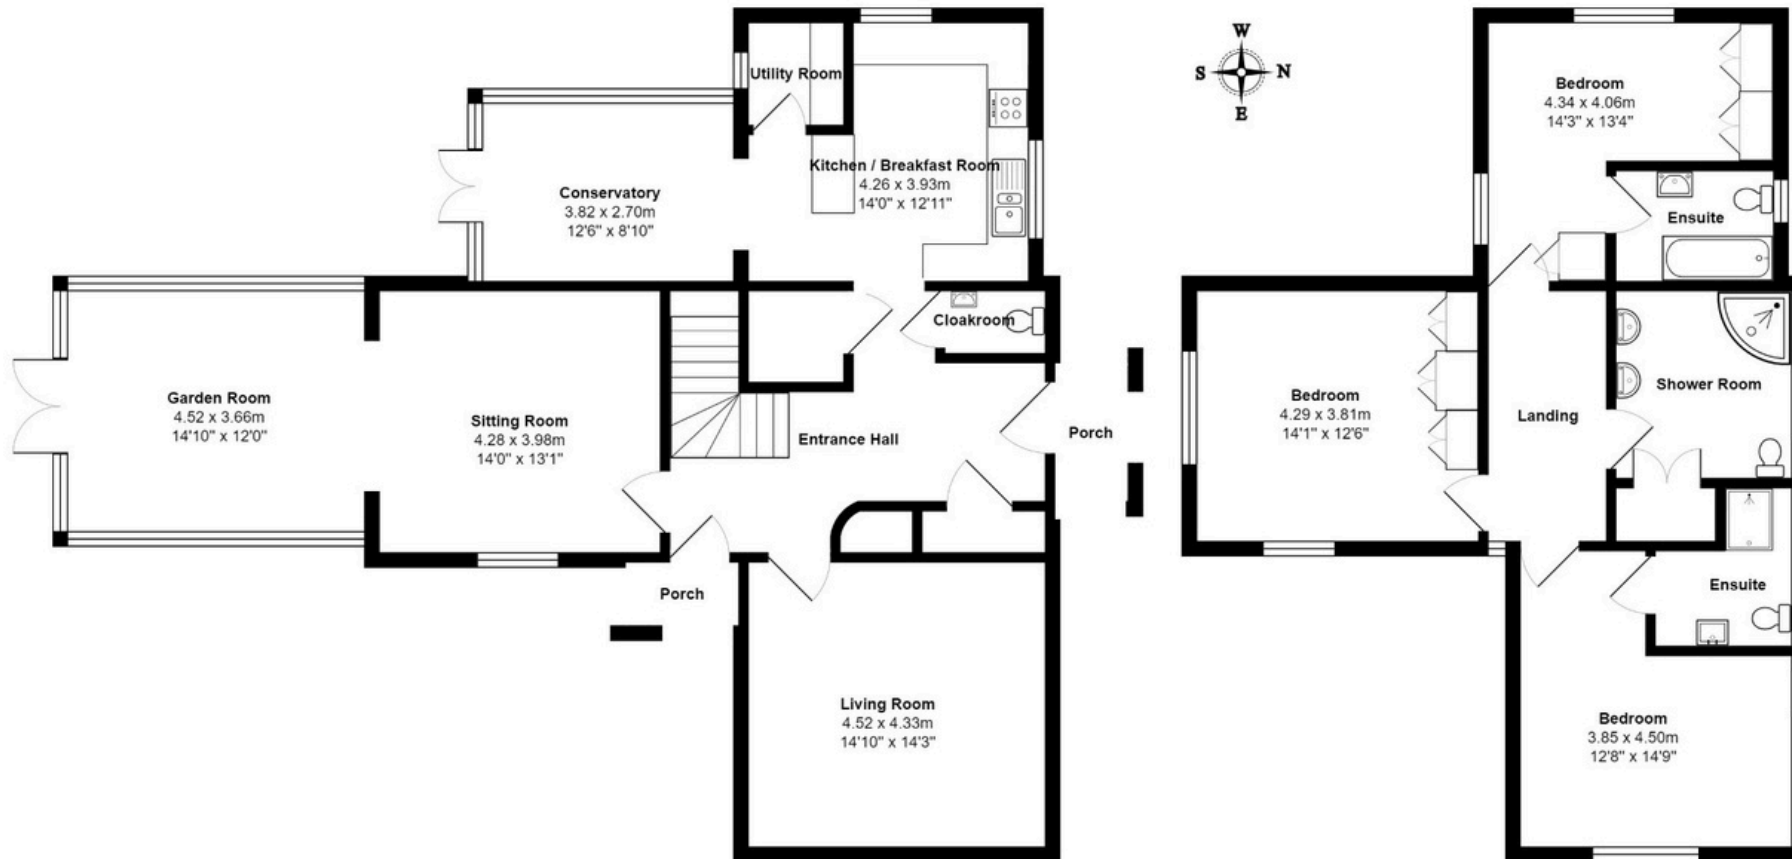 Utility Room
Kitchen / Breakfast Room
4.26 x 3.93m
14'0" x 12'11"
Conservatory
3.82 x 2.70m
12'6" x 8'10"
Cloakroom
Garden Room
4.52 x 3.66m
14'10" x 12'0"
Sitting Room
4.28 x 3.98m
14'0" x 13'1"
Entrance Hall
Porch
Porch
Living Room
4.52 x 4.33m
14'10" x 14'3"
W
S N
E
Bedroom
4.34 x 4.06m
14'3" x 13'4"
Ensuite
Bedroom
4.29 x 3.81m
14'1" x 12'6"
Landing
Shower Room
Ensuite
Bedroom
3.85 x 4.50m
12'8" x 14'9"